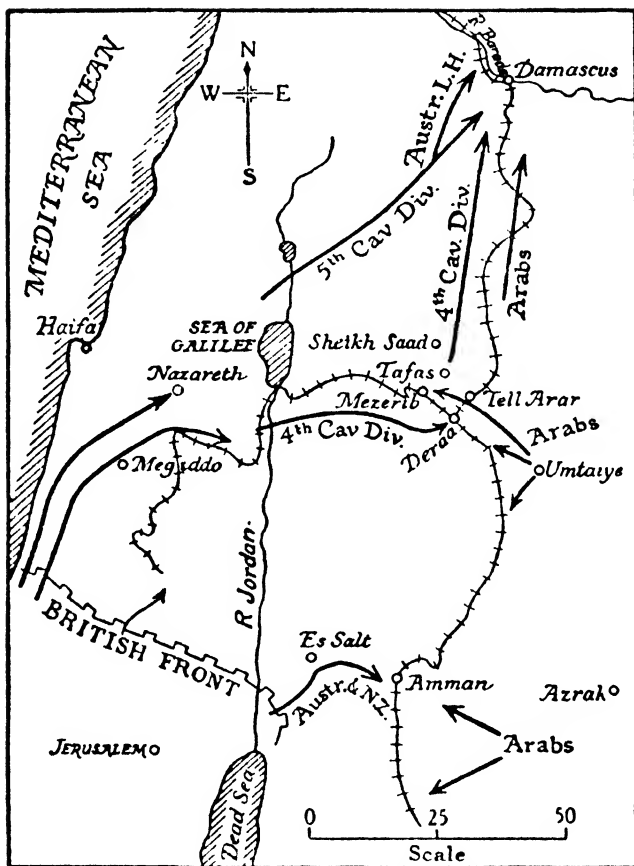 R Barada
Damascus
N
W E
S
MEDITERRANEAN
SEA
Austr. L.H.
5th Cav Div.
4th Cav. Div.
Arabs
Haifa
SEA OF
GALILEE
Sheikh Saad
Nazareth
Tafas
Mezerib
Tell Arar
4th Cav Div.
Deraa
Arabs
Megiddo
Umtaiye
R Jordan.
BRITISH FRONT
Es Salt
Austr. & N.Z.
Amman
Azrak
JERUSALEM
Arabs
Dead Sea
0 25 50
Scale